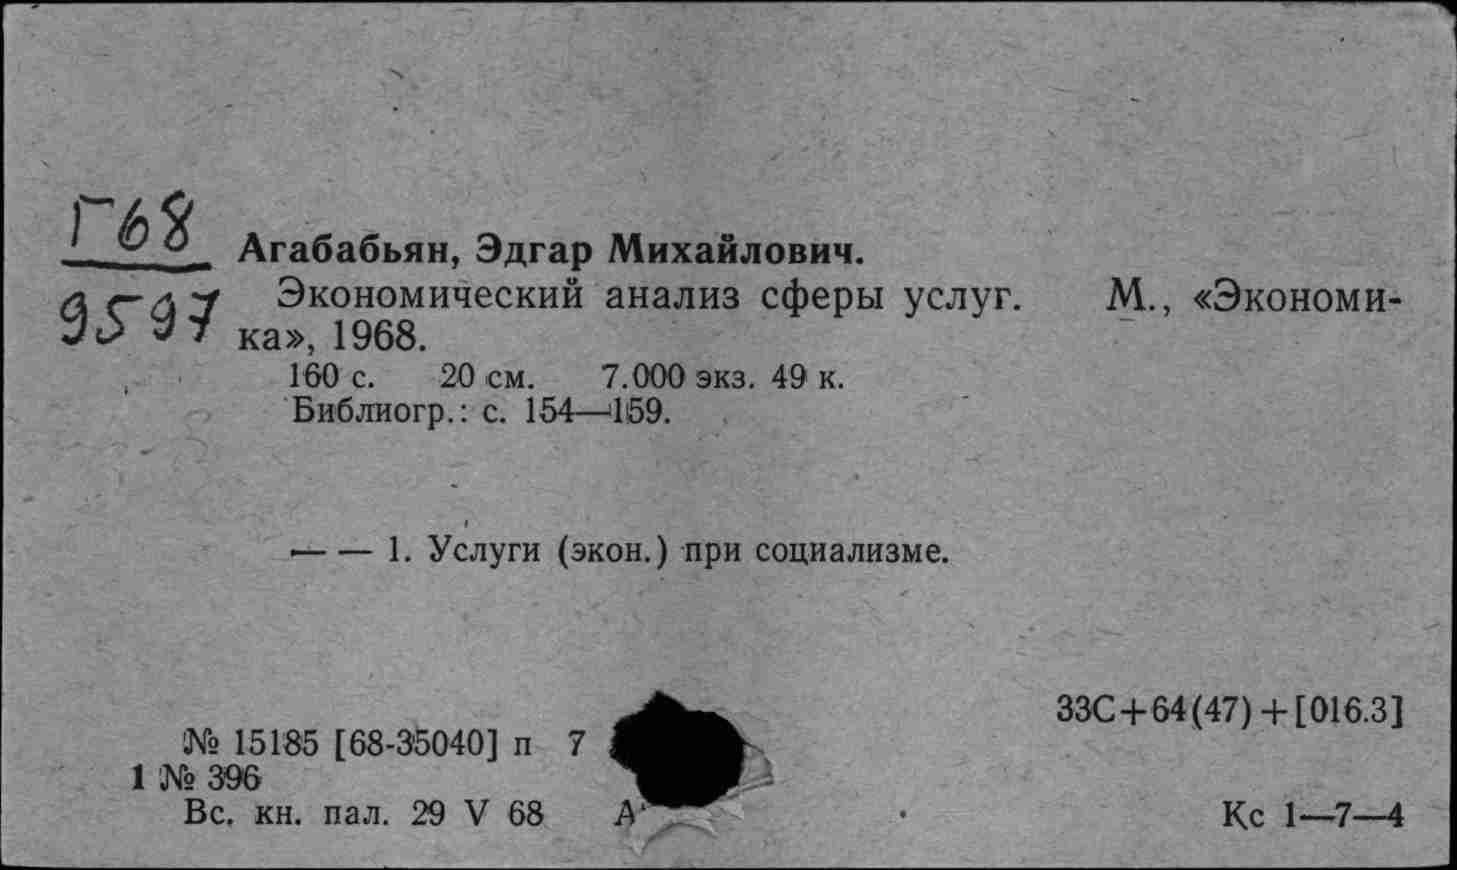 Г68
9597
Агабабьян, Эдгар Михайлович.
Экономический анализ сферы услуг. М., «Экономи-
ка», 1968.
160 с. 20 см. 7.000 экз. 49 к.
Библиогр.: с. 154—159.
— — 1. Услуги (экон.) при социализме.
33С+64(47)+[016.3]
№ 15185 [68-35040] п 7
1 № 396
Вс. кн. пал. 29 V 68 А
Кс 1—7—4